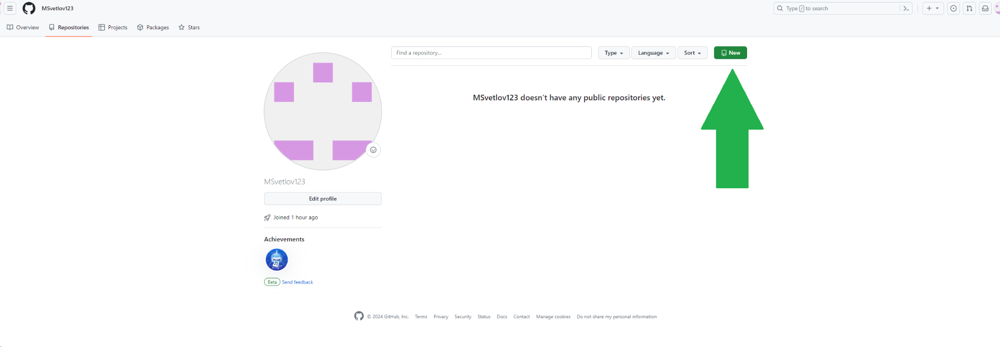 MSvetlov123
Type / to search
Overview
Repositories
Projects
Packages
Stars
Find a repository...
Type
Language
Sort
New
MSvetlov123 doesn't have any public repositories yet.
MSvetlov123
Edit profile
Joined 1 hour ago
Achievements
Beta Send feedback
© 2024 GitHub, Inc. Terms Privacy Security Status Docs Contact Manage cookies Do not share my personal information